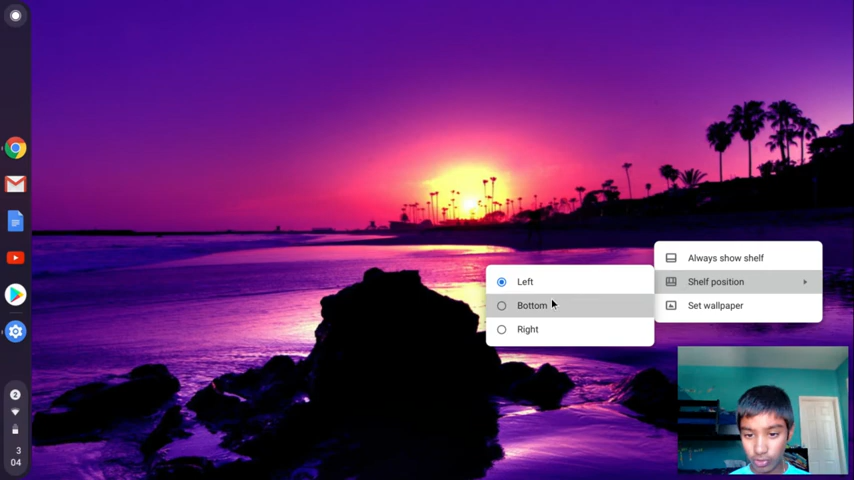 Always show shelf
Left
Shelf position
Bottom
Set wallpaper
Right
2
3
04